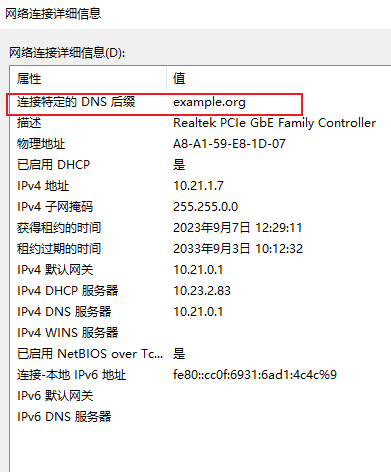 网络连接详细信息
网络连接详细信息(D):
属性 值
连接特定的 DNS 后缀 example.org
描述 Realtek PCIe GbE Family Controller
物理地址 A8-A1-59-E8-1D-07
已启用 DHCP 是
IPv4 地址 10.21.1.7
IPv4 子网掩码 255.255.0.0
获得租约的时间 2023年9月7日 12:29:11
租约过期的时间 2033年9月3日 10:12:32
IPv4 默认网关 10.21.0.1
IPv4 DHCP 服务器 10.23.2.83
IPv4 DNS 服务器 10.21.0.1
IPv4 WINS 服务器
已启用 NetBIOS over Tc... 是
连接-本地 IPv6 地址 fe80::cc0f:6931:6ad1:4c4c%9
IPv6 默认网关
IPv6 DNS 服务器